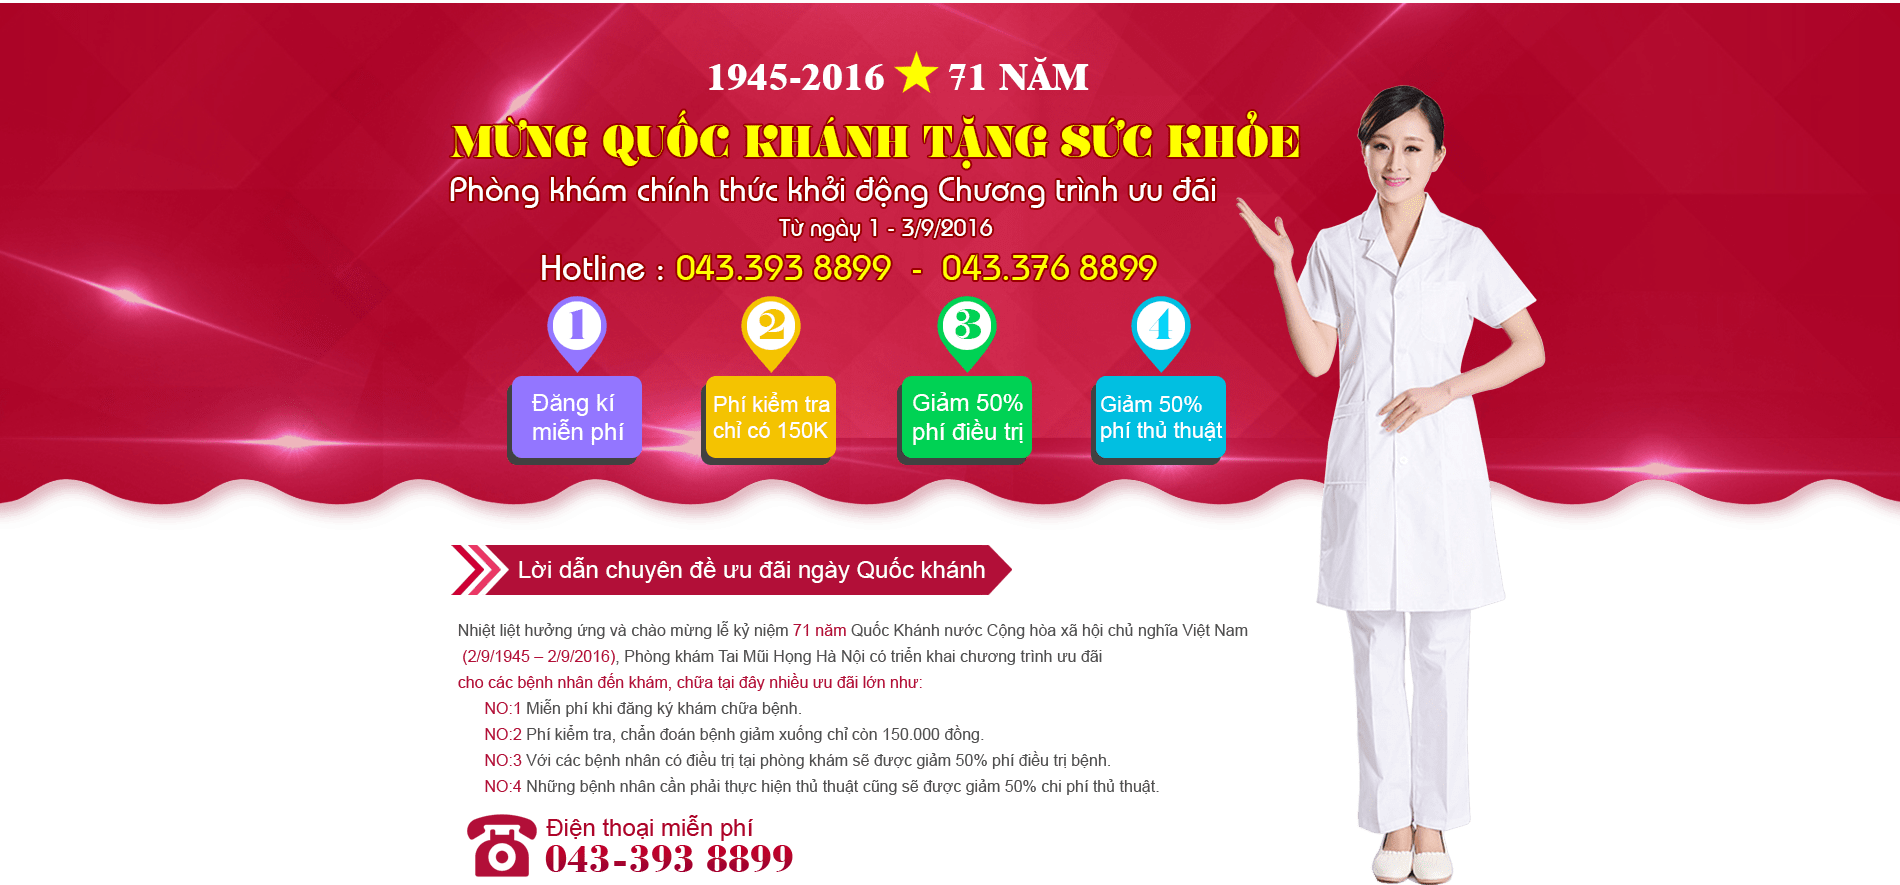 1945-2016 ★ 71 NĂM
MỪNG QUỐC KHÁNH TẶNG SỨC KHỎE
Phòng khám chính thức khởi động Chương trình ưu đãi
Từ ngày 1 - 3/9/2016
Hotline : 043.393 8899 - 043.376 8899
1
2
3
4
Đăng kí
miễn phí
Phí kiểm tra
chỉ có 150K
Giảm 50%
phí điều trị
Giảm 50%
phí thủ thuật
Lời dẫn chuyên đề ưu đãi ngày Quốc khánh
Nhiệt liệt hưởng ứng và chào mừng lễ kỷ niệm 71 năm Quốc Khánh nước Cộng hòa xã hội chủ nghĩa Việt Nam
(2/9/1945 – 2/9/2016), Phòng khám Tai Mũi Họng Hà Nội có triển khai chương trình ưu đãi
cho các bệnh nhân đến khám, chữa tại đây nhiều ưu đãi lớn như:
NO:1 Miễn phí khi đăng ký khám chữa bệnh.
NO:2 Phí kiểm tra, chẩn đoán bệnh giảm xuống chỉ còn 150.000 đồng.
NO:3 Với các bệnh nhân có điều trị tại phòng khám sẽ được giảm 50% phí điều trị bệnh.
NO:4 Những bệnh nhân cần phải thực hiện thủ thuật cũng sẽ được giảm 50% chi phí thủ thuật.
Điện thoại miễn phí
043-393 8899